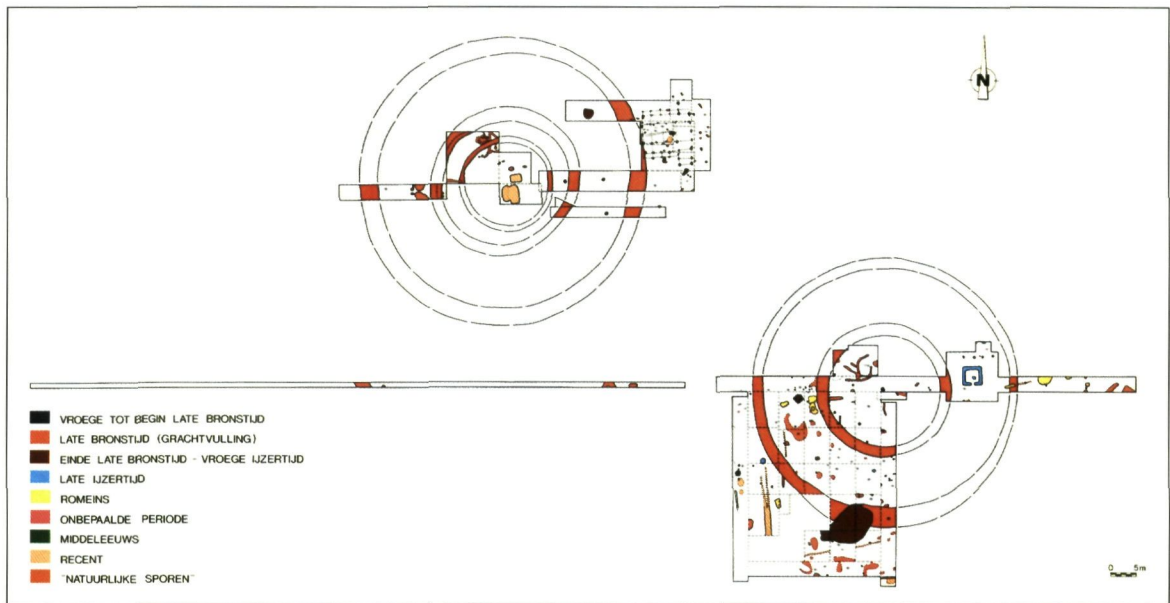 N
VROEGE TOT BEGIN LATE BRONSTIJD
LATE BRONSTIJD (GRACHTVULLING)
EINDE LATE BRONSTIJD - VROEGE IJZERTIJD
LATE IJZERTIJD
ROMEINS
ONBEPAALDE PERIODE
MIDDELEEUWS
RECENT
"NATUURLIJKE SPOREN"
0 5m